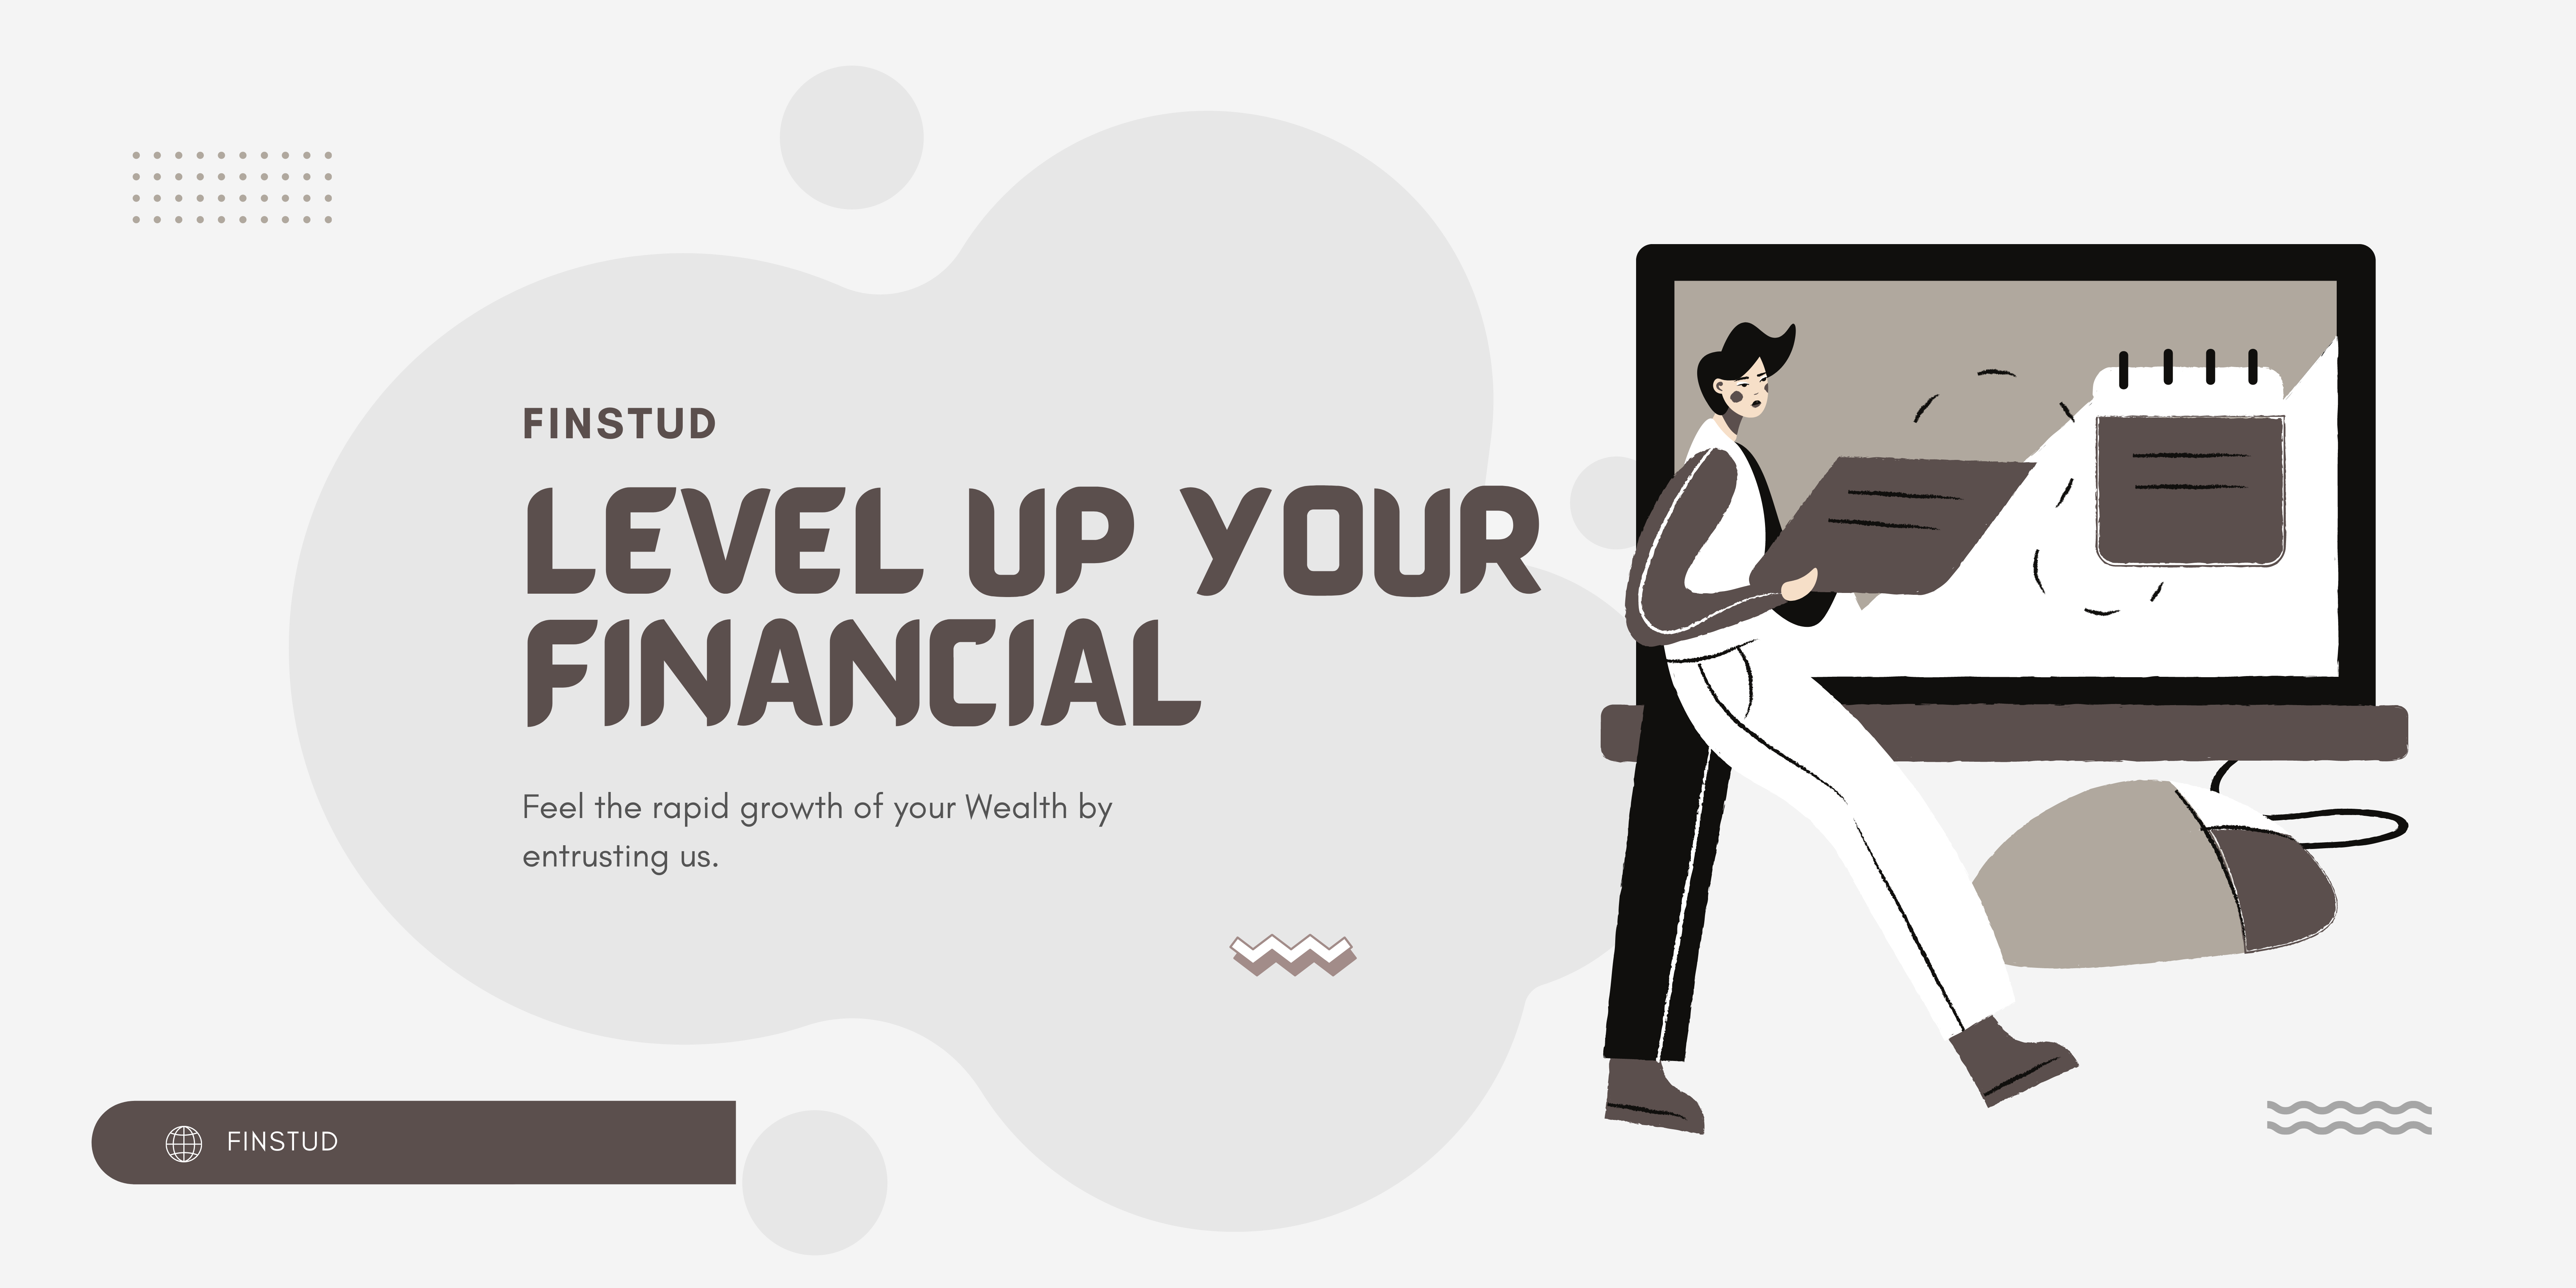 FINSTUD
LEVEL UP YOUR
FINANCIAL
Feel the rapid growth of your Wealth by
entrusting us.
FINSTUD